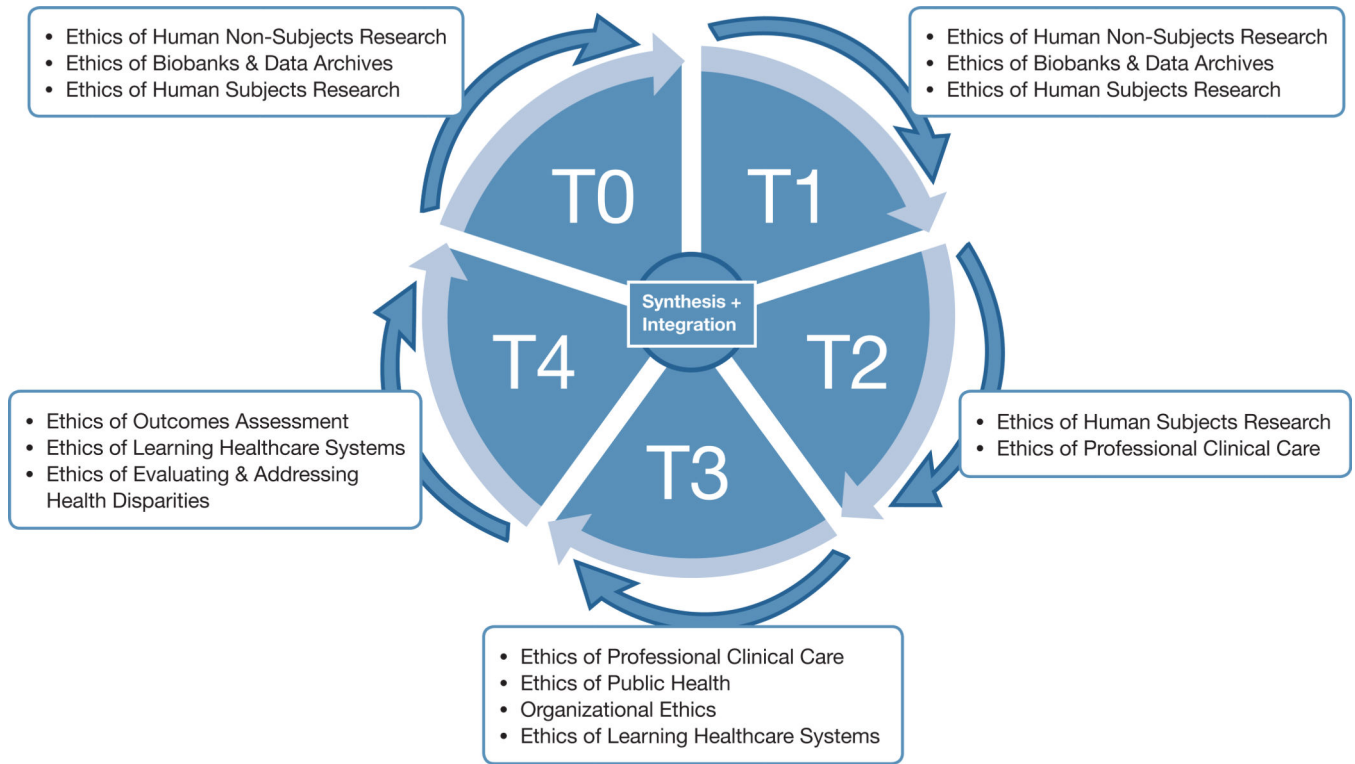 • Ethics of Human Non-Subjects Research
• Ethics of Biobanks & Data Archives
• Ethics of Human Subjects Research
• Ethics of Human Non-Subjects Research
• Ethics of Biobanks & Data Archives
• Ethics of Human Subjects Research
T0
T1
Synthesis +
Integration
T4
T2
T3
• Ethics of Outcomes Assessment
• Ethics of Learning Healthcare Systems
• Ethics of Evaluating & Addressing
Health Disparities
• Ethics of Human Subjects Research
• Ethics of Professional Clinical Care
• Ethics of Professional Clinical Care
• Ethics of Public Health
• Organizational Ethics
• Ethics of Learning Healthcare Systems